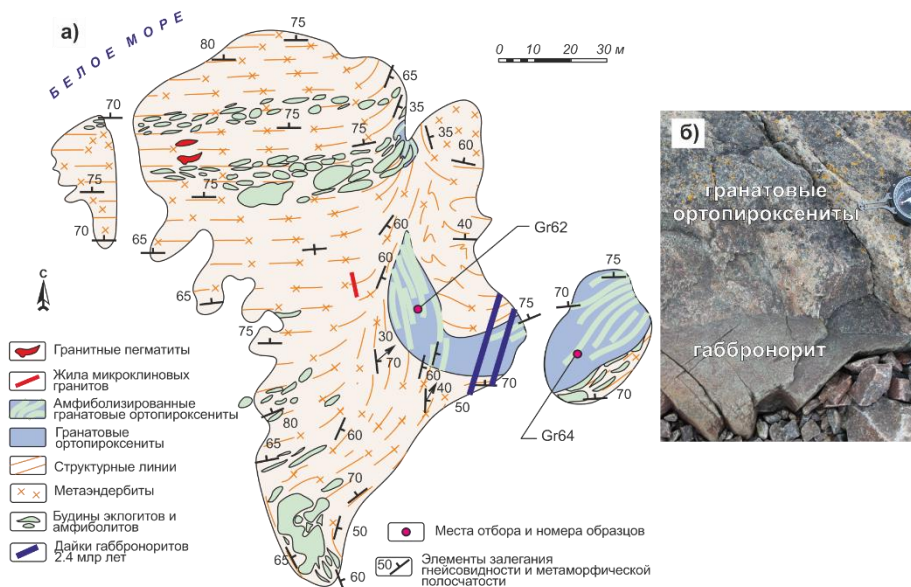 а)
БЕЛОЕ МОРЕ
0 10 20 30 м
75
80
65
70
75
35
75
35
60
75
75
70
65
60
40
60
65
75
30
70
60
40
50
70
75
80
65
60
70
50
65
60
75
70
70
Gr62
Gr64
С
Гранитные пегматиты
Жила микроклиновых
гранитов
Амфиболизированные
гранатовые ортопироксениты
Гранатовые
ортопироксениты
Структурные линии
Метаэндербиты
Будины эклогитов и
амфиболитов
Дайки габброноритов
2.4 млр лет
Места отбора и номера образцов
50
Элементы залегания
гнейсовидности и метаморфической
полосчатости
б)
гранатовые
ортопироксениты
габбронорит